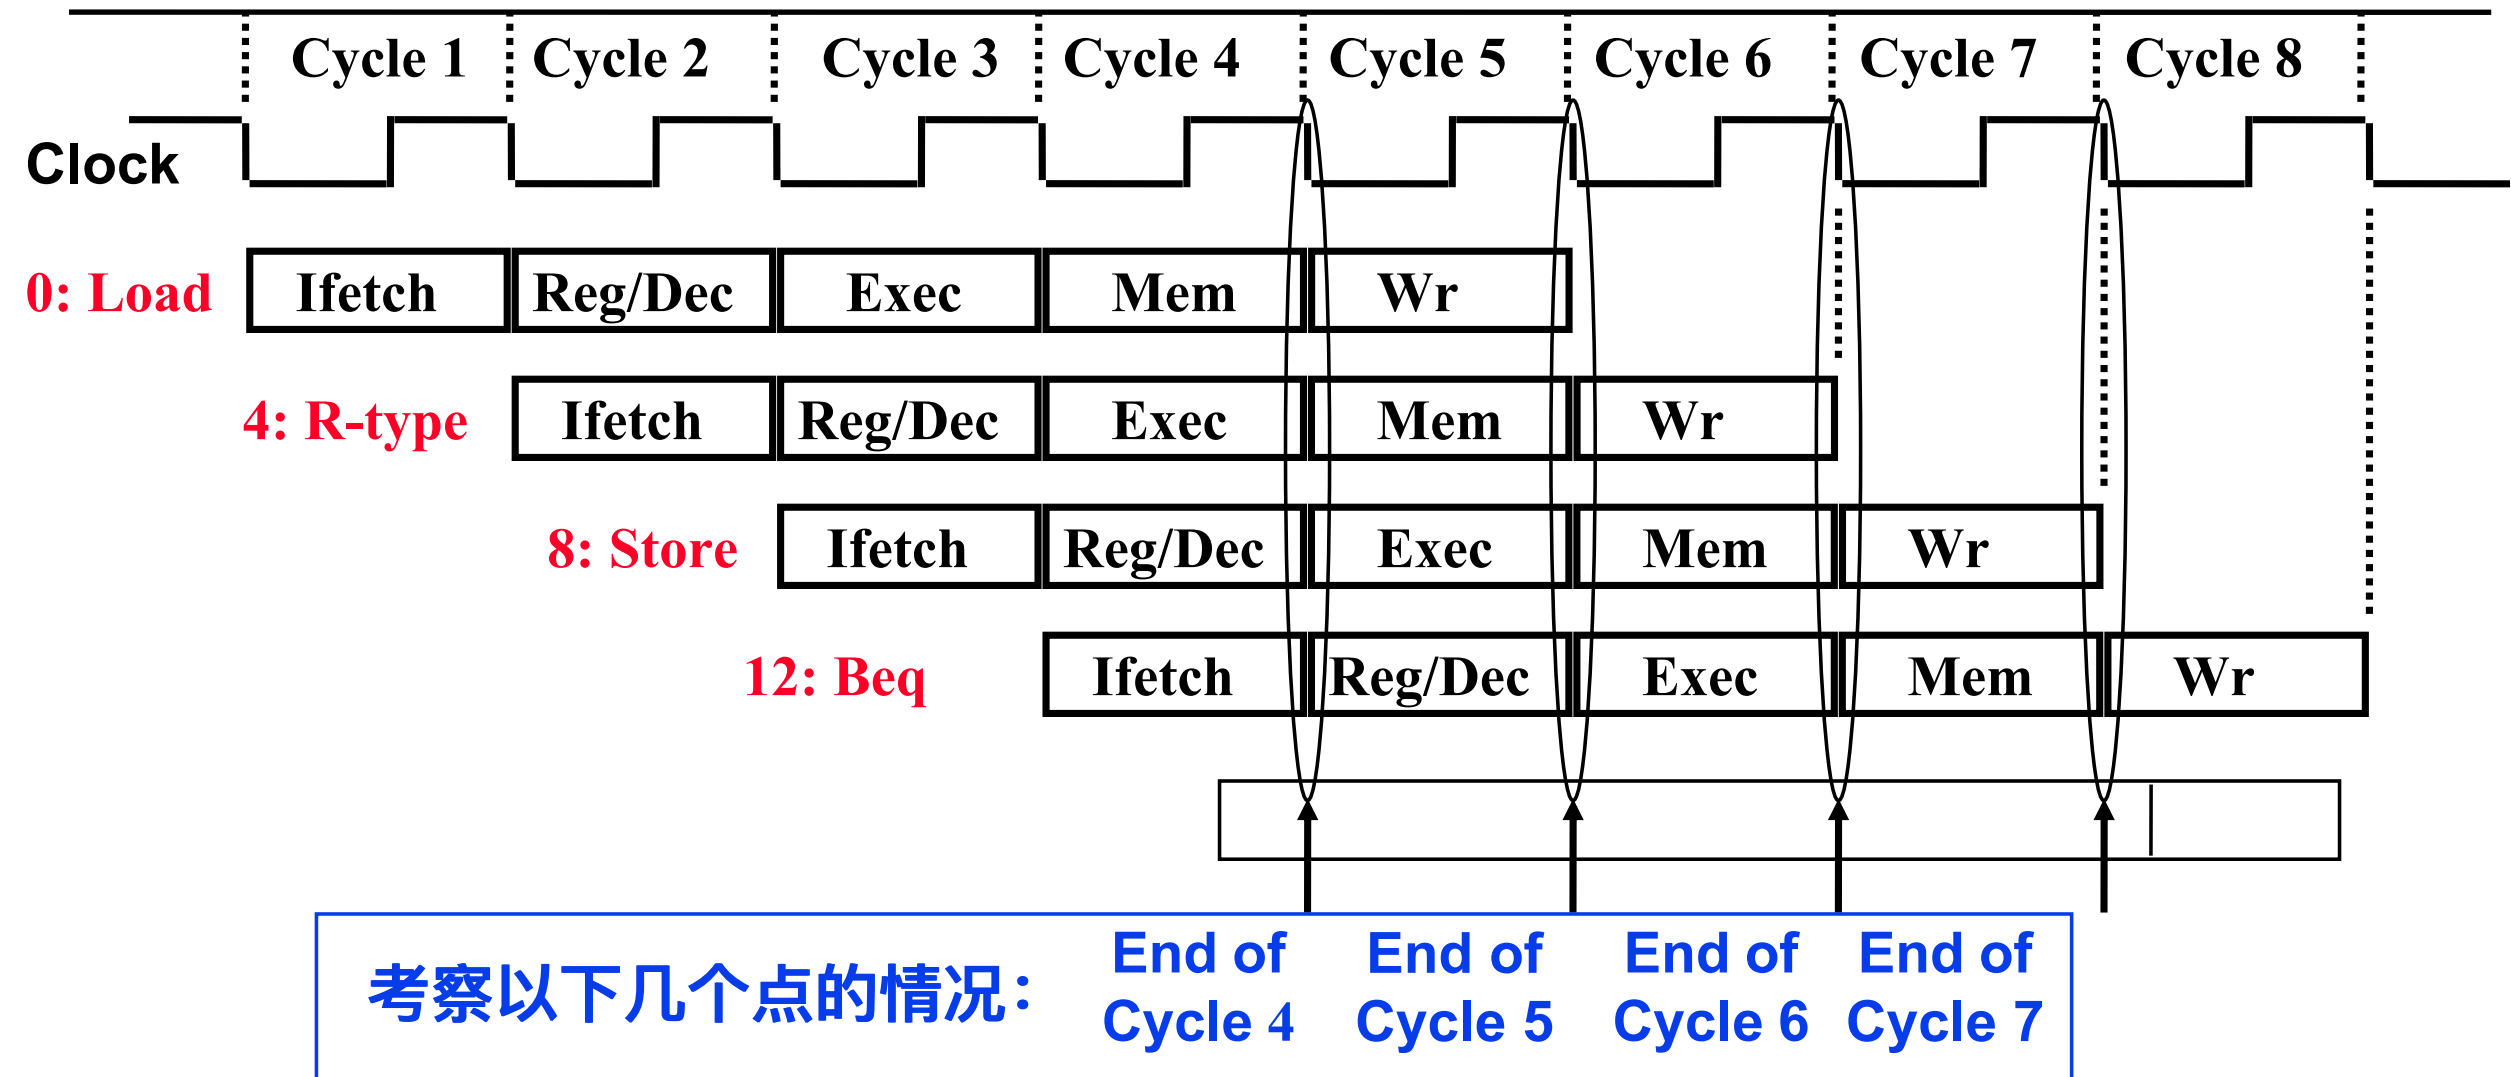 Cycle 1 Cycle 2 Cycle 3 Cycle 4 Cycle 5 Cycle 6 Cycle 7 Cycle 8
Clock
0: Load Ifetch Reg/Dec Exec Mem Wr
4: R-type Ifetch Reg/Dec Exec Mem Wr
8: Store Ifetch Reg/Dec Exec Mem Wr
12: Beq Ifetch Reg/Dec Exec Mem Wr
考察以下几个点的情况： End of Cycle 4 End of Cycle 5 End of Cycle 6 End of Cycle 7